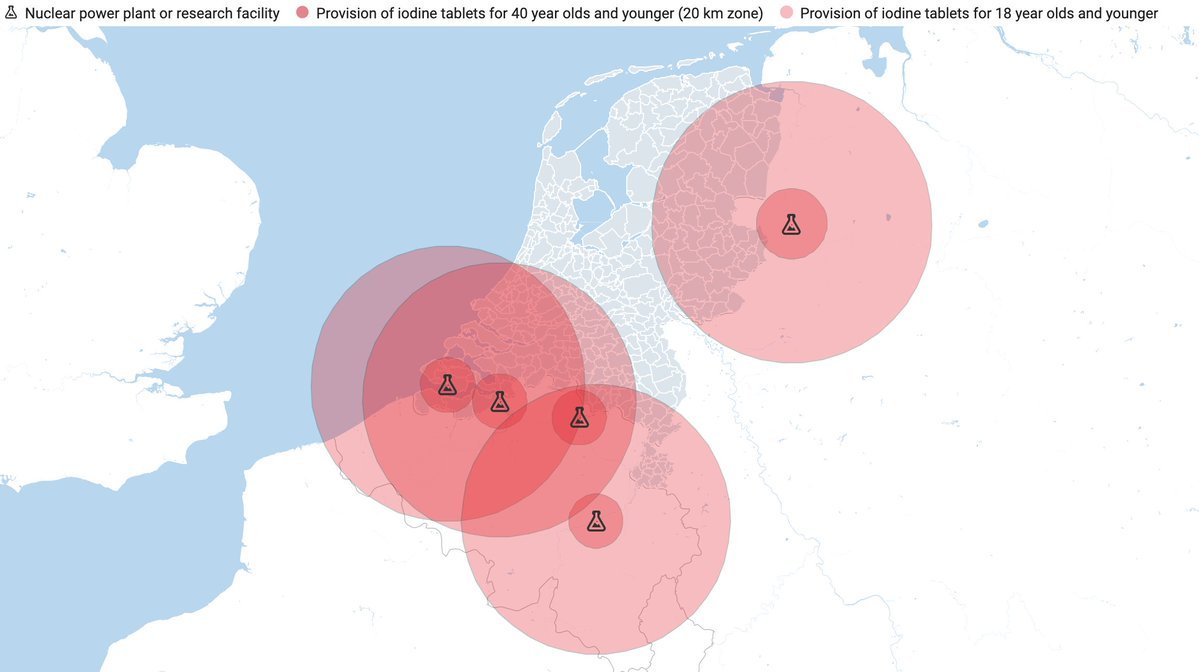 Nuclear power plant or research facility
Provision of iodine tablets for 40 year olds and younger (20 km zone)
Provision of iodine tablets for 18 year olds and younger